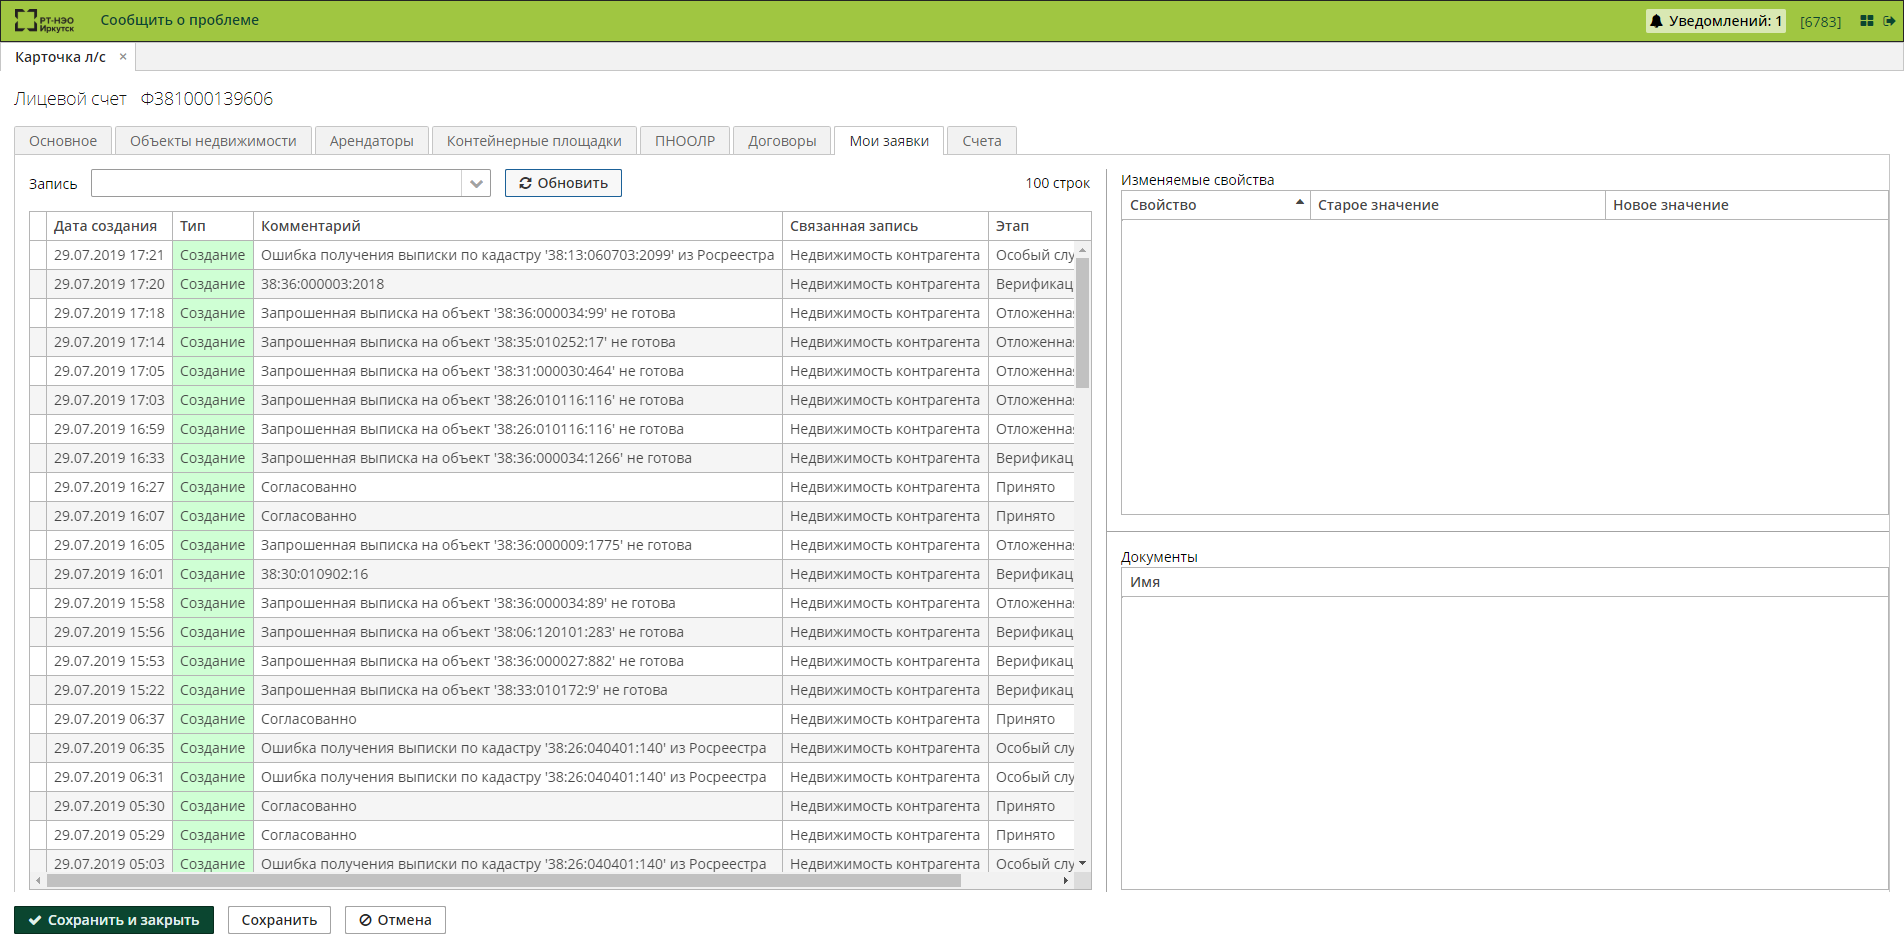 РТ-НЭО Иркутск Сообщить о проблеме Уведомлений: 1 [6783]
Карточка л/с ×
Лицевой счет Ф381000139606
Основное Объекты недвижимости Арендаторы Контейнерные площадки ПНООЛР Договоры Мои заявки Счета
Запись Обновить 100 строк
Дата создания Тип Комментарий Связанная запись Этап
29.07.2019 17:21 Создание Ошибка получения выписки по кадастру '38:13:060703:2099' из Росреестра Недвижимость контрагента Особый слу
29.07.2019 17:20 Создание 38:36:000003:2018 Недвижимость контрагента Верификац
29.07.2019 17:18 Создание Запрошенная выписка на объект '38:36:000034:99' не готова Недвижимость контрагента Отложенна
29.07.2019 17:14 Создание Запрошенная выписка на объект '38:35:010252:17' не готова Недвижимость контрагента Отложенна
29.07.2019 17:05 Создание Запрошенная выписка на объект '38:31:000030:464' не готова Недвижимость контрагента Отложенна
29.07.2019 17:03 Создание Запрошенная выписка на объект '38:26:010116:116' не готова Недвижимость контрагента Отложенна
29.07.2019 16:59 Создание Запрошенная выписка на объект '38:26:010116:116' не готова Недвижимость контрагента Отложенна
29.07.2019 16:33 Создание Запрошенная выписка на объект '38:36:000034:1266' не готова Недвижимость контрагента Верификац
29.07.2019 16:27 Создание Согласованно Недвижимость контрагента Принято
29.07.2019 16:07 Создание Согласованно Недвижимость контрагента Принято
29.07.2019 16:05 Создание Запрошенная выписка на объект '38:36:000009:1775' не готова Недвижимость контрагента Отложенна
29.07.2019 16:01 Создание 38:30:010902:16 Недвижимость контрагента Верификац
29.07.2019 15:58 Создание Запрошенная выписка на объект '38:36:000034:89' не готова Недвижимость контрагента Отложенна
29.07.2019 15:56 Создание Запрошенная выписка на объект '38:06:120101:283' не готова Недвижимость контрагента Верификац
29.07.2019 15:53 Создание Запрошенная выписка на объект '38:36:000027:882' не готова Недвижимость контрагента Верификац
29.07.2019 15:22 Создание Запрошенная выписка на объект '38:33:010172:9' не готова Недвижимость контрагента Верификац
29.07.2019 06:37 Создание Согласованно Недвижимость контрагента Принято
29.07.2019 06:35 Создание Ошибка получения выписки по кадастру '38:26:040401:140' из Росреестра Недвижимость контрагента Особый слу
29.07.2019 06:31 Создание Ошибка получения выписки по кадастру '38:26:040401:140' из Росреестра Недвижимость контрагента Особый слу
29.07.2019 05:30 Создание Согласованно Недвижимость контрагента Принято
29.07.2019 05:29 Создание Согласованно Недвижимость контрагента Принято
29.07.2019 05:03 Создание Ошибка получения выписки по кадастру '38:26:040401:140' из Росреестра Недвижимость контрагента Особый слу
Изменяемые свойства
Свойство Старое значение Новое значение
Документы
Имя
Сохранить и закрыть Сохранить Отмена